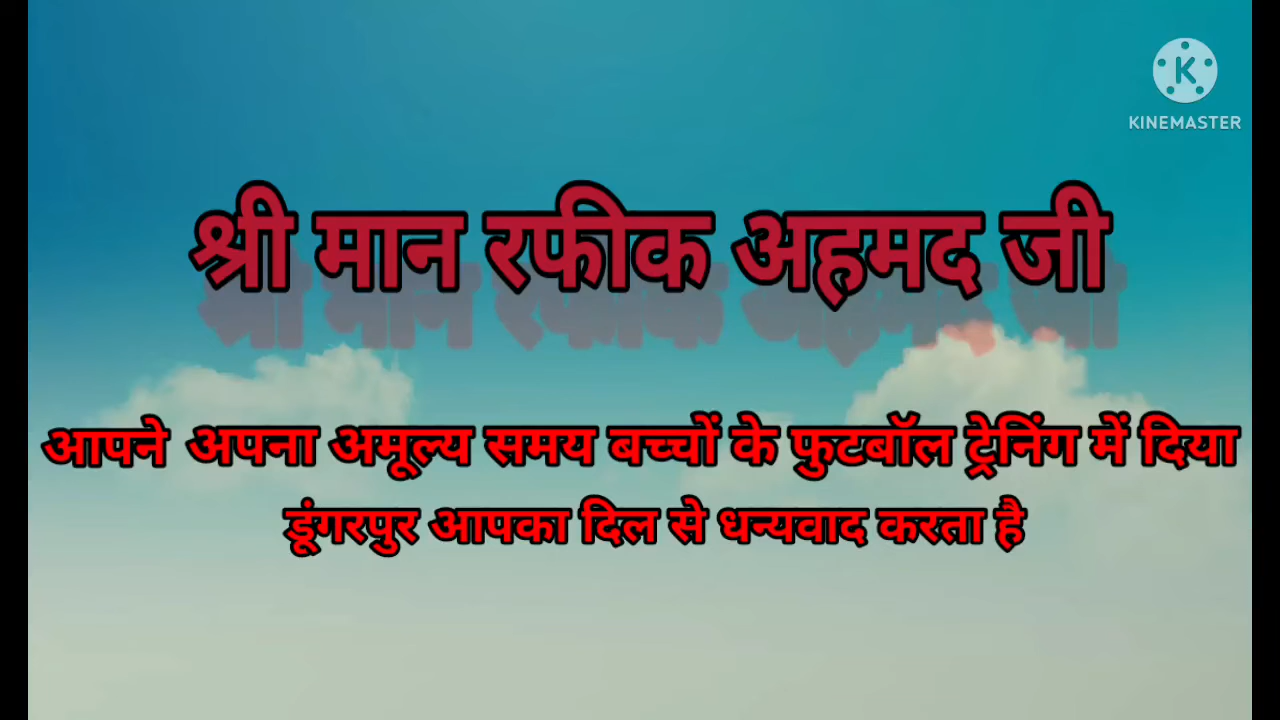 KINEMASTER
श्री मान रफीक अहमद जी
आपने अपना अमूल्य समय बच्चों के फुटबॉल ट्रेनिंग में दिया
डूंगरपुर आपका दिल से धन्यवाद करता है